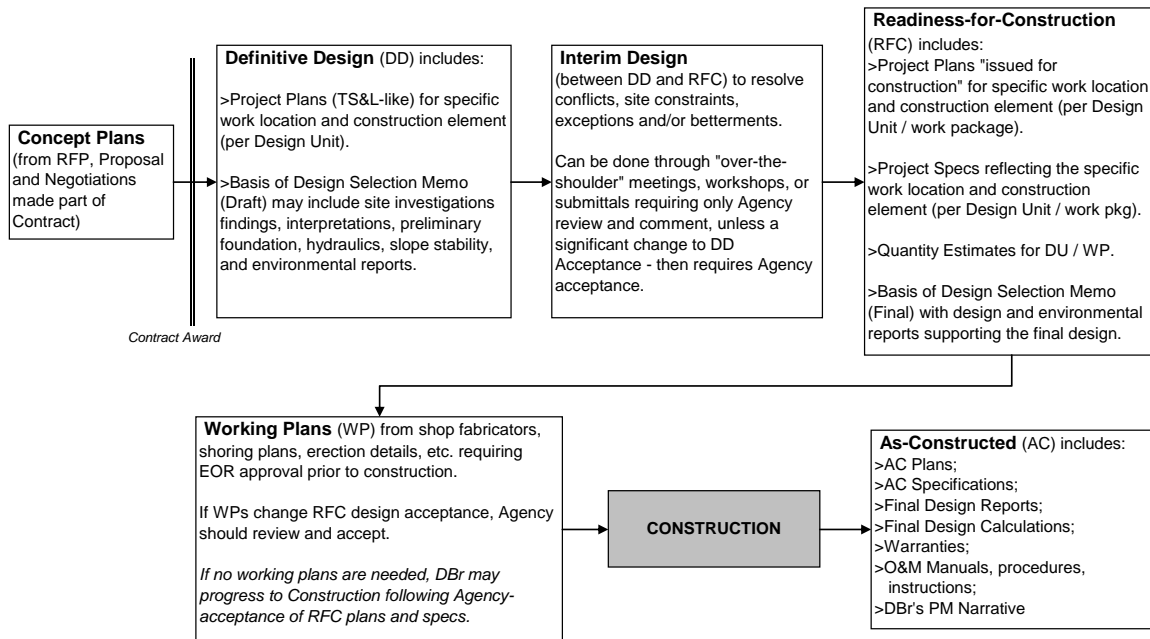 Concept Plans
(from RFP, Proposal
and Negotiations
made part of
Contract)
Contract Award
Definitive Design (DD) includes:
>Project Plans (TS&L-like) for specific
work location and construction element
(per Design Unit).
>Basis of Design Selection Memo
(Draft) may include site investigations
findings, interpretations, preliminary
foundation, hydraulics, slope stability,
and environmental reports.
Interim Design
(between DD and RFC) to resolve
conflicts, site constraints,
exceptions and/or betterments.
Can be done through "over-the-
shoulder" meetings, workshops, or
submittals requiring only Agency
review and comment, unless a
significant change to DD
Acceptance - then requires Agency
acceptance.
Readiness-for-Construction
(RFC) includes:
>Project Plans "issued for
construction" for specific work location
and construction element (per Design
Unit / work package).
>Project Specs reflecting the specific
work location and construction
element (per Design Unit / work pkg).
>Quantity Estimates for DU / WP.
>Basis of Design Selection Memo
(Final) with design and environmental
reports supporting the final design.
Working Plans (WP) from shop fabricators,
shoring plans, erection details, etc. requiring
EOR approval prior to construction.
If WPs change RFC design acceptance, Agency
should review and accept.
If no working plans are needed, DBr may
progress to Construction following Agency-
acceptance of RFC plans and specs.
CONSTRUCTION
As-Constructed (AC) includes:
>AC Plans;
>AC Specifications;
>Final Design Reports;
>Final Design Calculations;
>Warranties;
>O&M Manuals, procedures,
instructions;
>DBr's PM Narrative